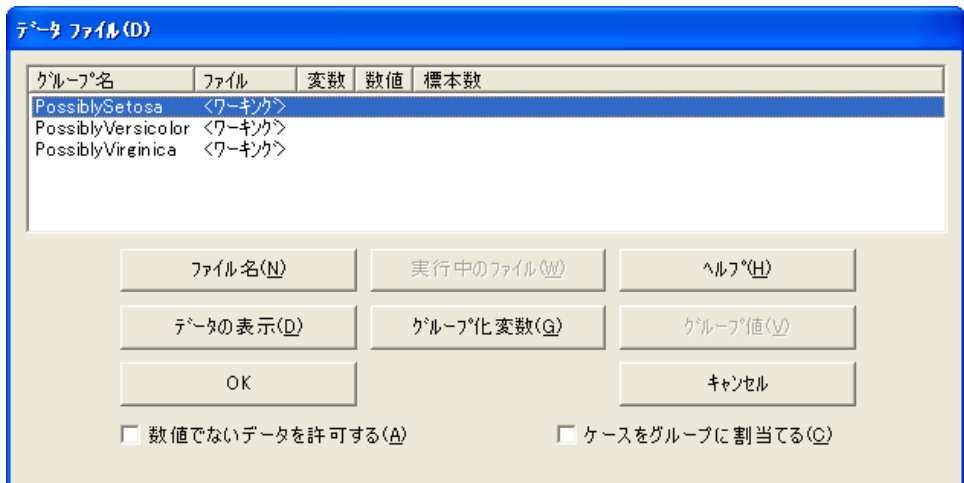 データ ファイル(D)
グループ名 ファイル 変数 数値 標本数
PossiblySetosa <ワーキング>
PossiblyVersicolor <ワーキング>
PossiblyVirginica <ワーキング>
ファイル名(N) 実行中のファイル(W) ヘルプ(H)
データの表示(D) グループ化変数(G) グループ値(V)
OK キャンセル
数値でないデータを許可する(A) ケースをグループに割当てる(C)